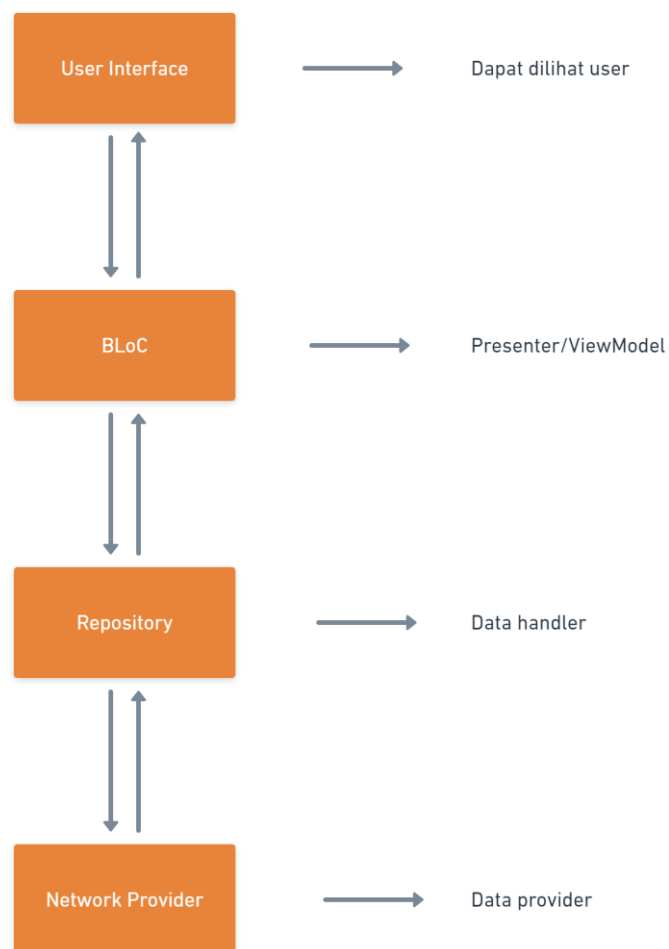 User Interface
Dapat dilihat user
BLoC
Presenter/ViewModel
Repository
Data handler
Network Provider
Data provider